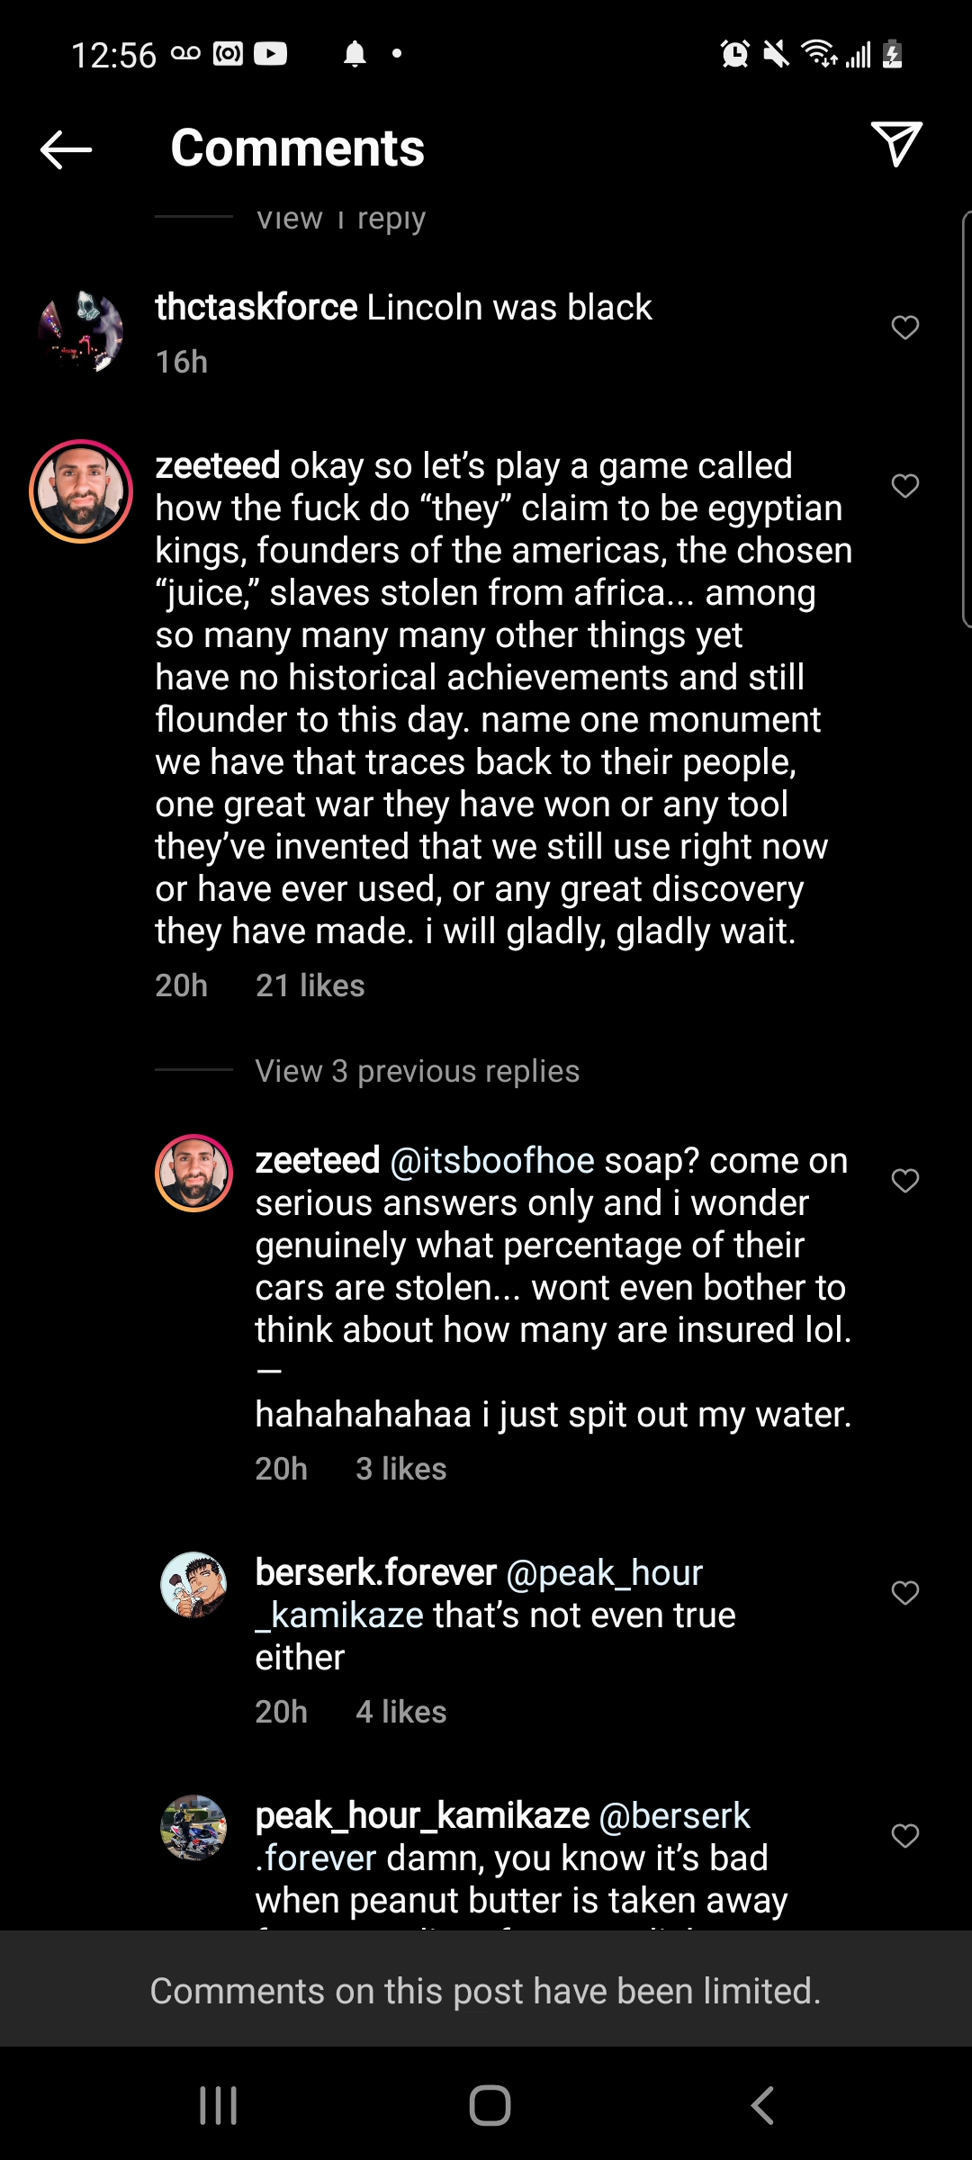 12:56
Comments
View 1 reply
thctaskforce Lincoln was black
16h
zeeteed okay so let’s play a game called
how the fuck do “they” claim to be egyptian
kings, founders of the americas, the chosen
“juice,” slaves stolen from africa... among
so many many many other things yet
have no historical achievements and still
flounder to this day. name one monument
we have that traces back to their people,
one great war they have won or any tool
they’ve invented that we still use right now
or have ever used, or any great discovery
they have made. i will gladly, gladly wait.
20h 21 likes
View 3 previous replies
zeeteed @itsboofhoe soap? come on
serious answers only and i wonder
genuinely what percentage of their
cars are stolen... wont even bother to
think about how many are insured lol.
—
hahahahahaa i just spit out my water.
20h 3 likes
berserk.forever @peak_hour
_kamikaze that’s not even true
either
20h 4 likes
peak_hour_kamikaze @berserk
.forever damn, you know it’s bad
when peanut butter is taken away
Comments on this post have been limited.